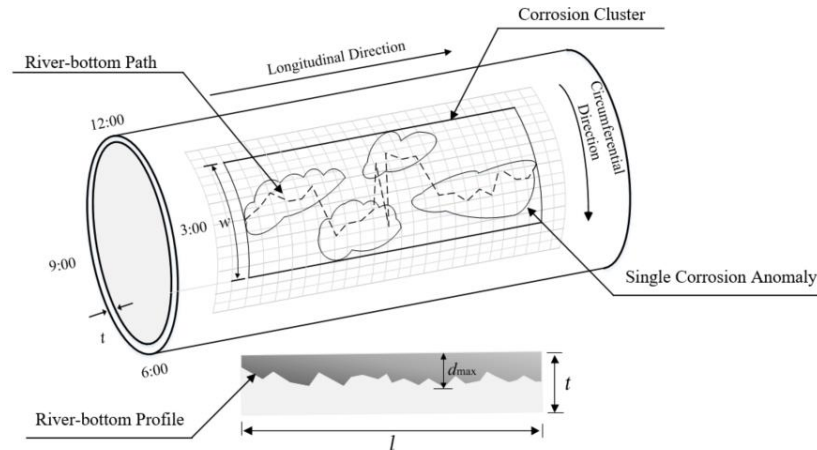 Corrosion Cluster
River-bottom Path
Longitudinal Direction
12:00
Circumferential
Direction
3:00
w
9:00
Single Corrosion Anomaly
t
6:00
dmax
t
River-bottom Profile
l